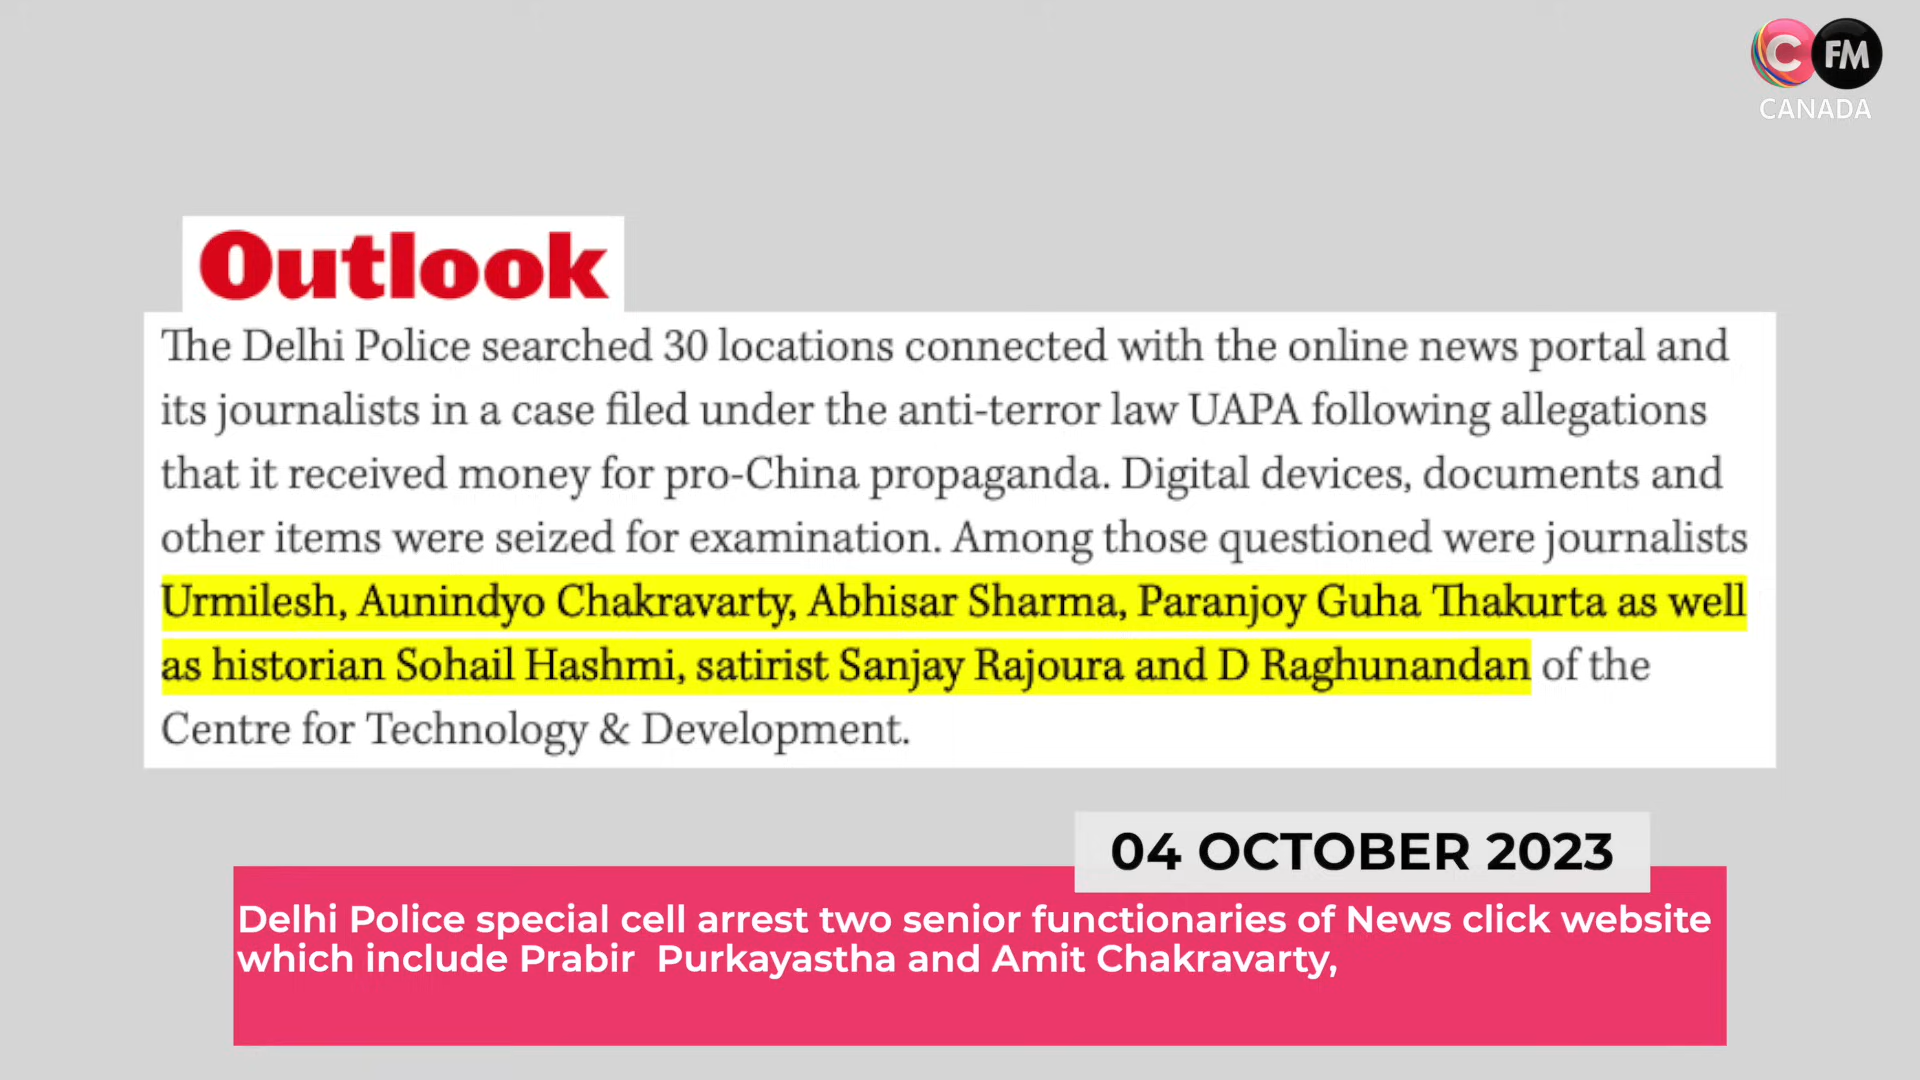 C FM
CANADA
Outlook
The Delhi Police searched 30 locations connected with the online news portal and
its journalists in a case filed under the anti-terror law UAPA following allegations
that it received money for pro-China propaganda. Digital devices, documents and
other items were seized for examination. Among those questioned were journalists
Urmilesh, Aunindyo Chakravarty, Abhisar Sharma, Paranjoy Guha Thakurta as well
as historian Sohail Hashmi, satirist Sanjay Rajoura and D Raghunandan of the
Centre for Technology & Development.
04 OCTOBER 2023
Delhi Police special cell arrest two senior functionaries of News click website
which include Prabir  Purkayastha and Amit Chakravarty,